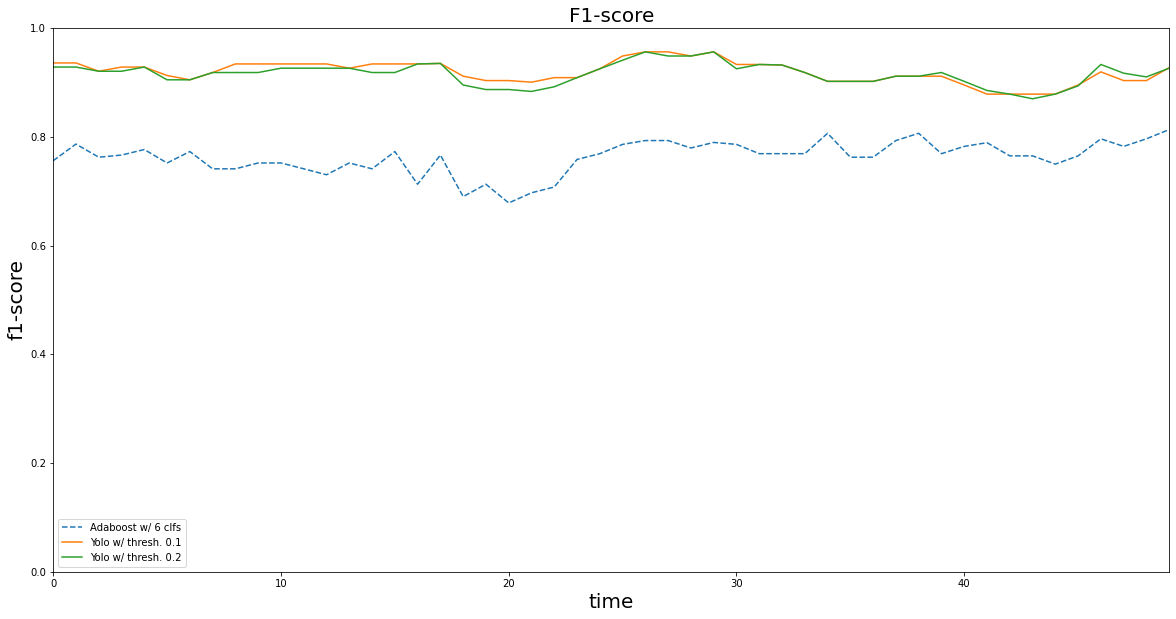 F1-score
1.0
0.8
0.6
0.4
0.2
0.0
f1-score
Adaboost w/ 6 clfs
Yolo w/ thresh. 0.1
Yolo w/ thresh. 0.2
0 10 20 30 40
time